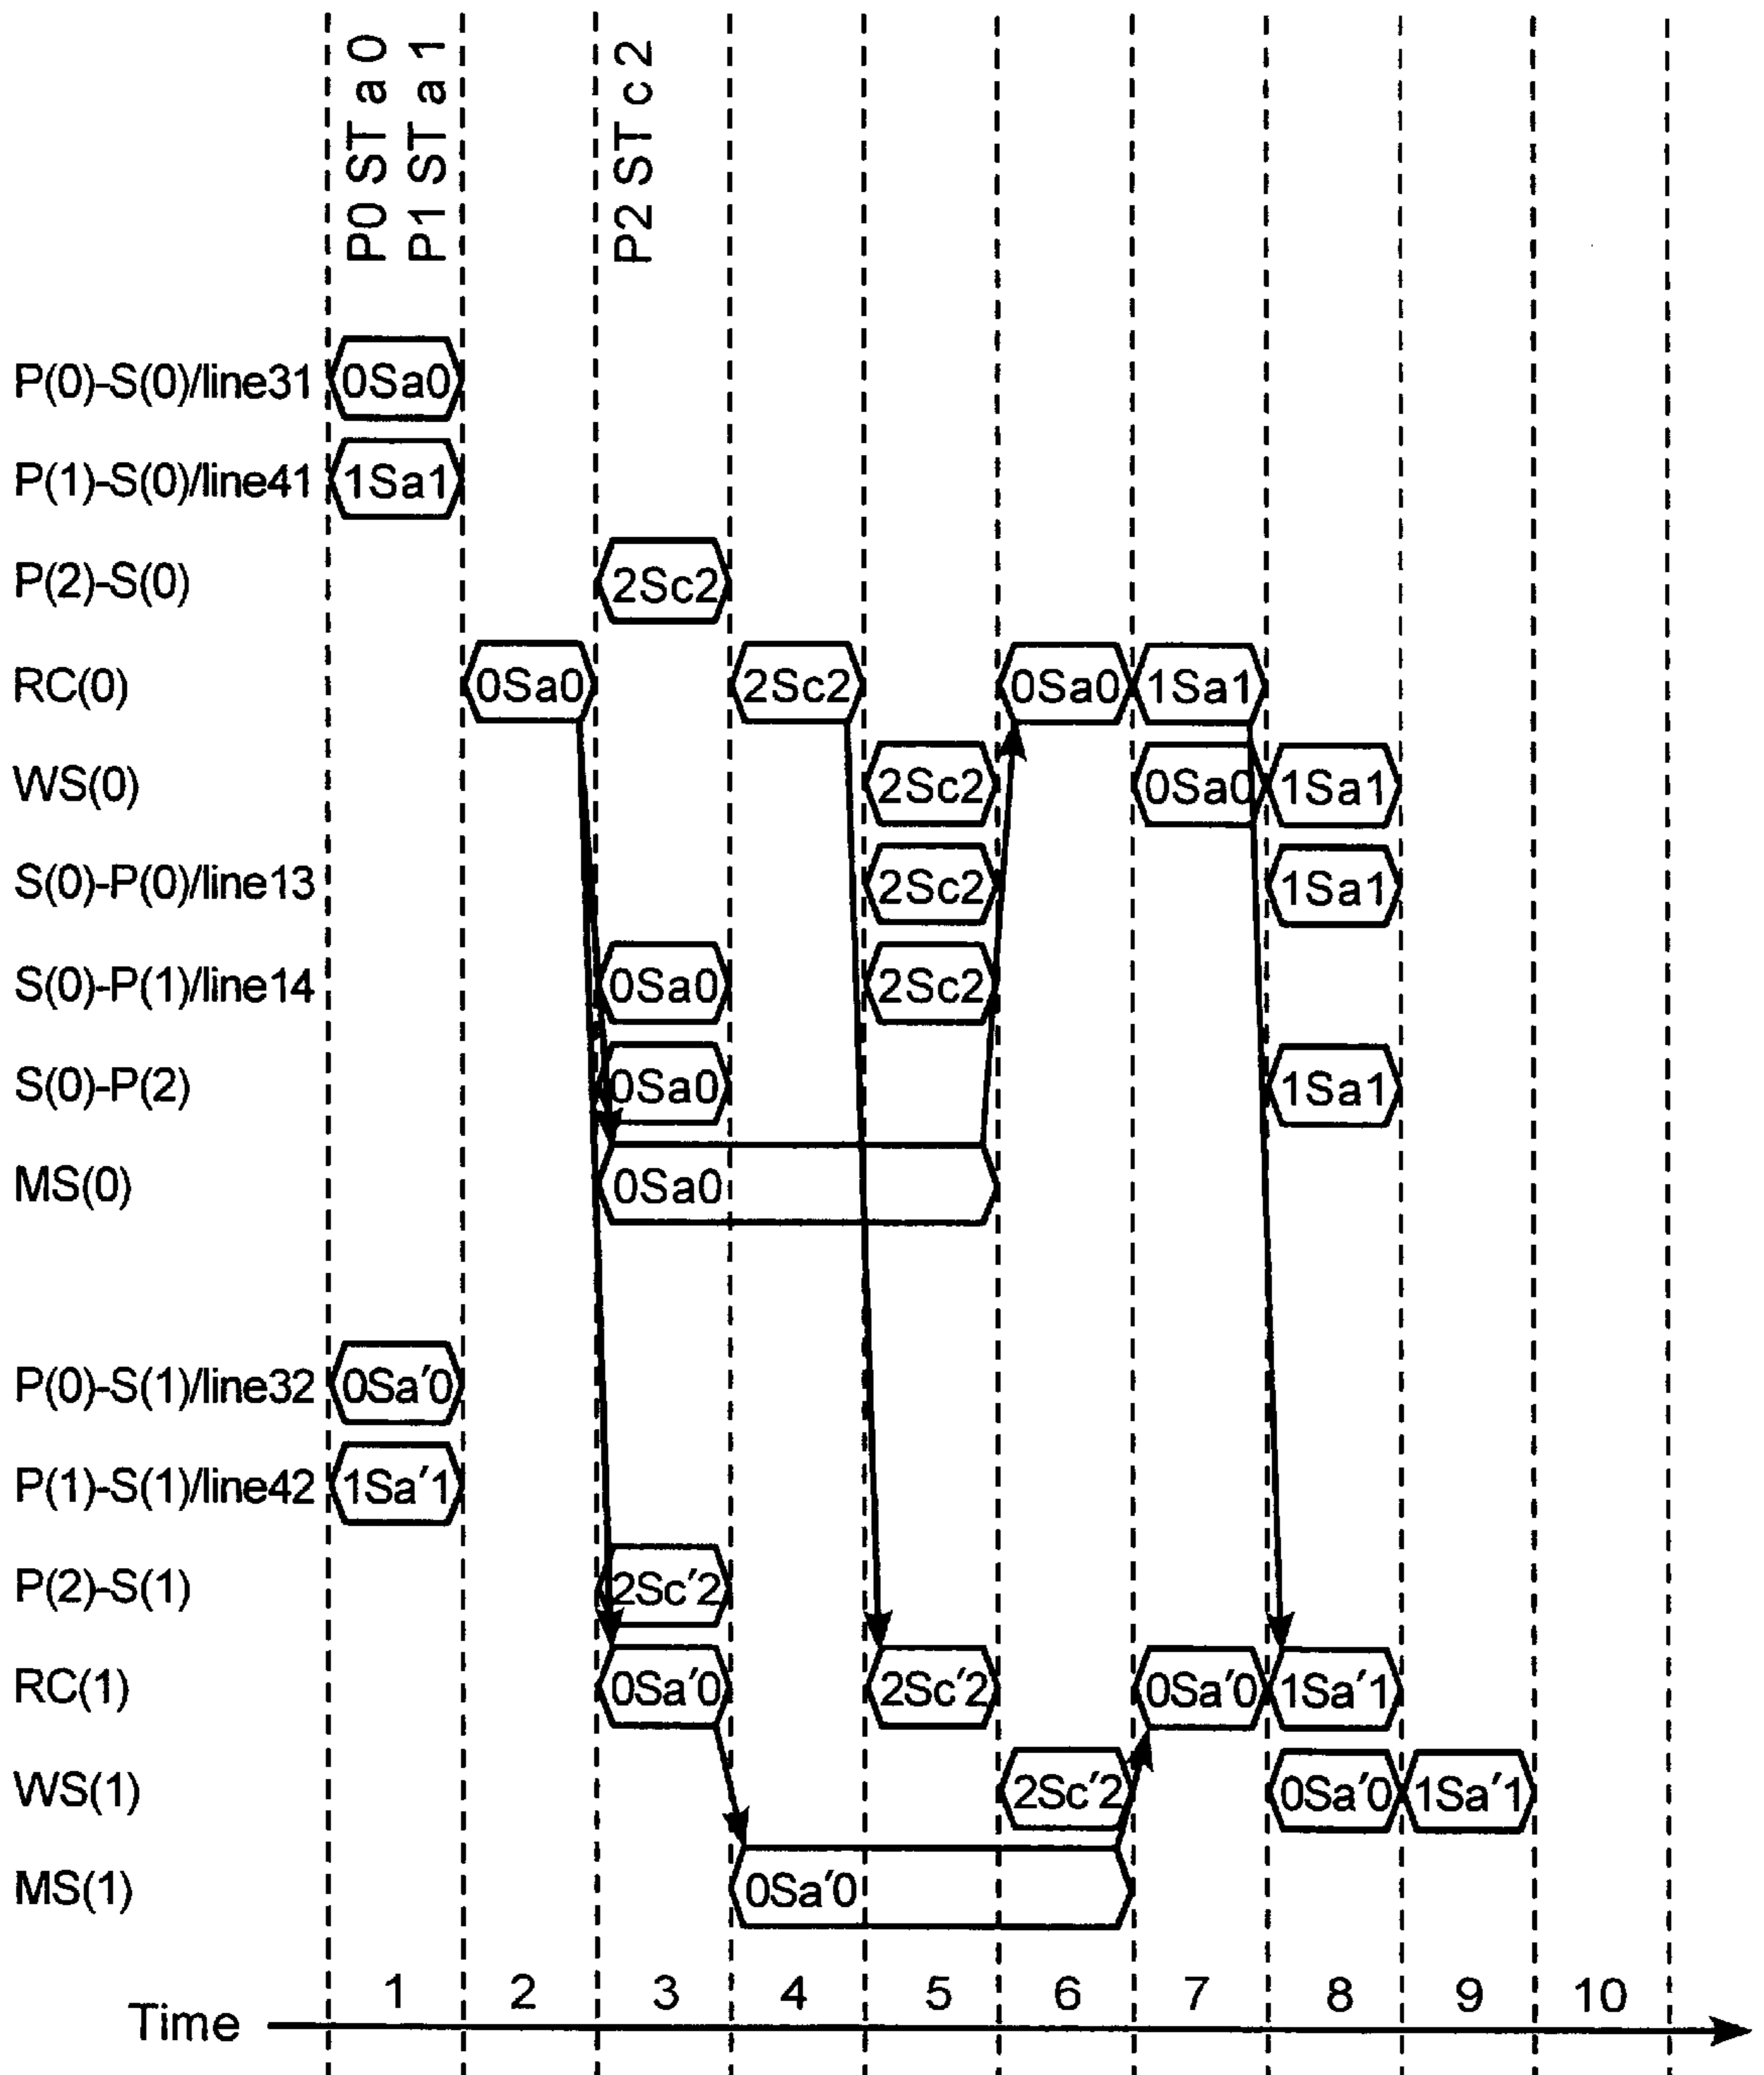 P0 ST a 0
P1 ST a 1
P2 ST c 2
P(0)-S(0)/line31 0Sa0
P(1)-S(0)/line41 1Sa1
P(2)-S(0) 2Sc2
RC(0) 0Sa0 2Sc2 0Sa0 1Sa1
WS(0) 2Sc2 0Sa0 1Sa1
S(0)-P(0)/line13 2Sc2 1Sa1
S(0)-P(1)/line14 0Sa0 2Sc2
S(0)-P(2) 0Sa0 1Sa1
MS(0) 0Sa0
P(0)-S(1)/line32 0Sa'0
P(1)-S(1)/line42 1Sa'1
P(2)-S(1) 2Sc'2
RC(1) 0Sa'0 2Sc'2 0Sa'0 1Sa'1
WS(1) 2Sc'2 0Sa'0 1Sa'1
MS(1) 0Sa'0
1 2 3 4 5 6 7 8 9 10
Time